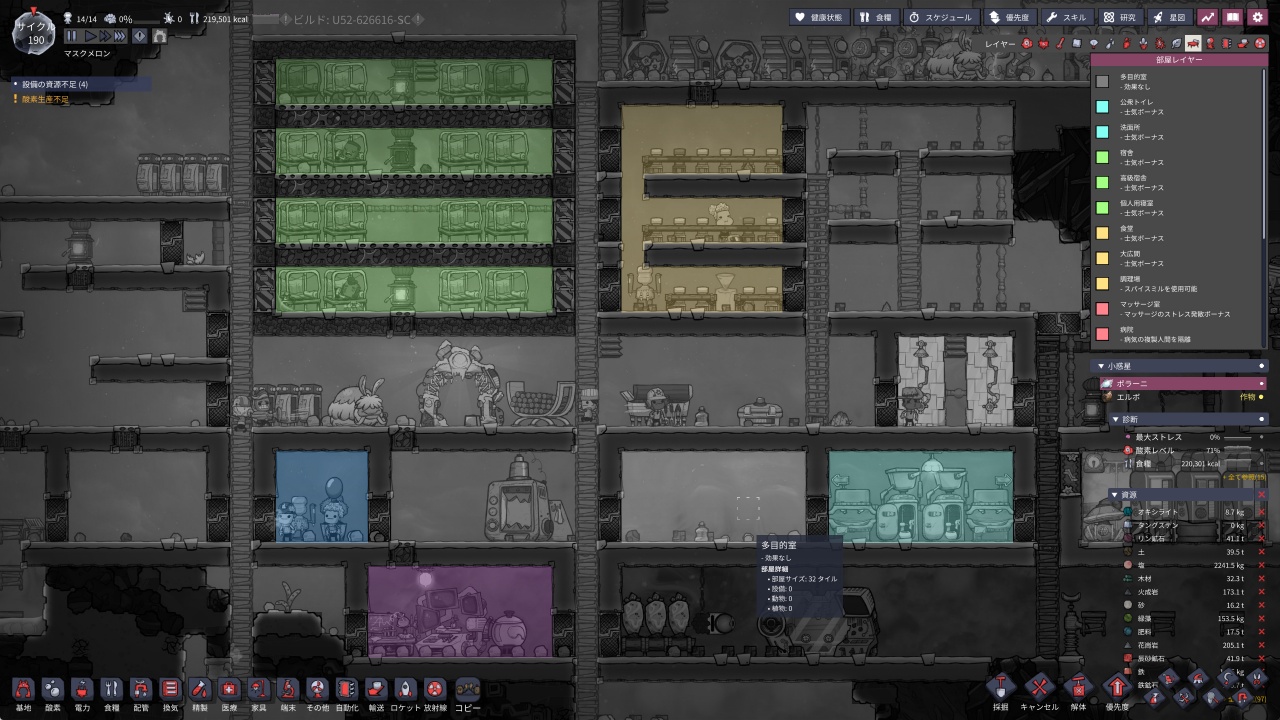 サイクル
190
14/14
0%
0
219,501 kcal
ビルド: U52-626616-SC
マスクメロン
• 設備の資源不足 (4)
! 酸素生産不足
健康状態
食糧
スケジュール
優先度
スキル
研究
星図
レイヤー
部屋レイヤー
多目的室
- 効果なし
公衆トイレ
- 士気ボーナス
洗面所
- 士気ボーナス
宿舎
- 士気ボーナス
高級宿舎
- 士気ボーナス
個人用寝室
- 士気ボーナス
食堂
- 士気ボーナス
大広間
- 士気ボーナス
調理場
- スパイスミルを使用可能
マッサージ室
- マッサージのストレス発散ボーナス
病院
- 病気の複製人間を隔離
小惑星
ポラーニ
エルボ
作物
診断
最大ストレス 0%
酸素レベル 71%
食糧 220,301 kcal
資源
オキシライト 8.7 kg
タングステン 0 kg
リン鉱石 41.1 t
土 39.5 t
塩 2241.5 kg
木材 32.3 t
火成岩 173.1 t
砂 16.2 t
緑藻 153.5 kg
肥料 17.5 t
花崗岩 205.1 t
辰砂鉱石 41.9 t
鉄
鉄鉱石
多目的室
- 効果なし
部屋詳細
• 部屋サイズ: 32 タイル
• 設備: 0
• 動物: 0
• 植物: 0
基地
酸素
電力
食糧
配管
換気
精製
医療
家具
端末
その他
自動化
輸送
ロケット
放射線
コピー
採掘
キャンセル
解体
優先度